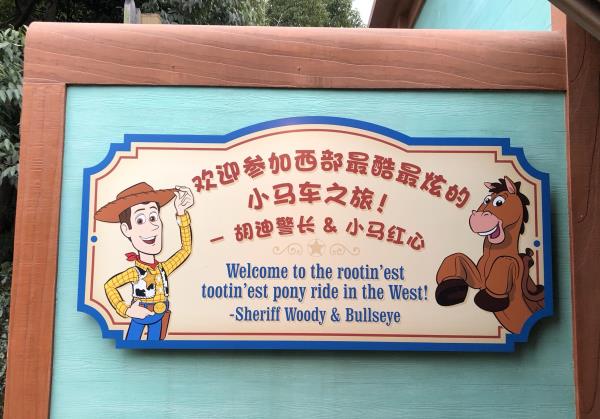 欢迎参加西部最酷最炫的
小马车之旅！
– 胡迪警长 & 小马红心
Welcome to the rootin'est
tootin'est pony ride in the West!
-Sheriff Woody & Bullseye